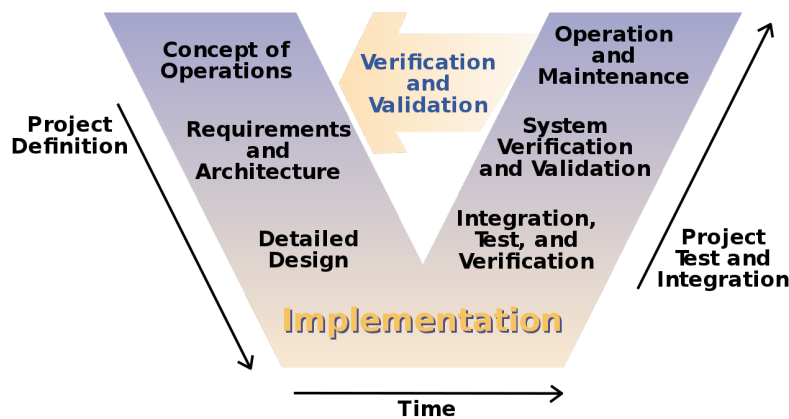 Concept of
Operations
Verification
and
Validation
Operation
and
Maintenance
Project
Definition
Requirements
and
Architecture
System
Verification
and Validation
Detailed
Design
Integration,
Test, and
Verification
Project
Test and
Integration
Implementation
Time